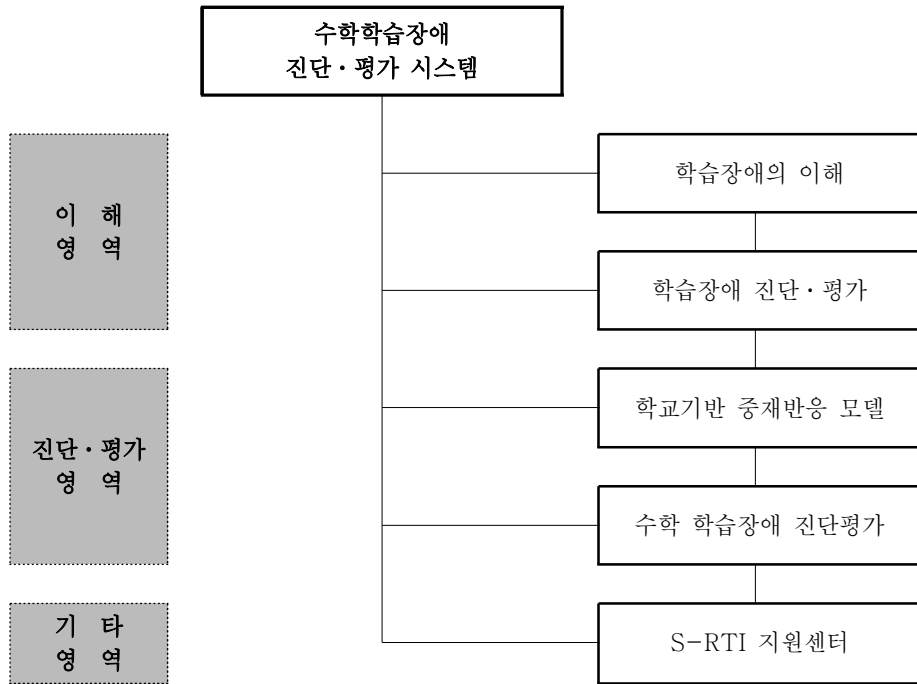 수학학습장애
진단·평가 시스템
이 해
영 역
학습장애의 이해
학습장애 진단·평가
진단·평가
영 역
학교기반 중재반응 모델
수학 학습장애 진단평가
기 타
영 역
S-RTI 지원센터